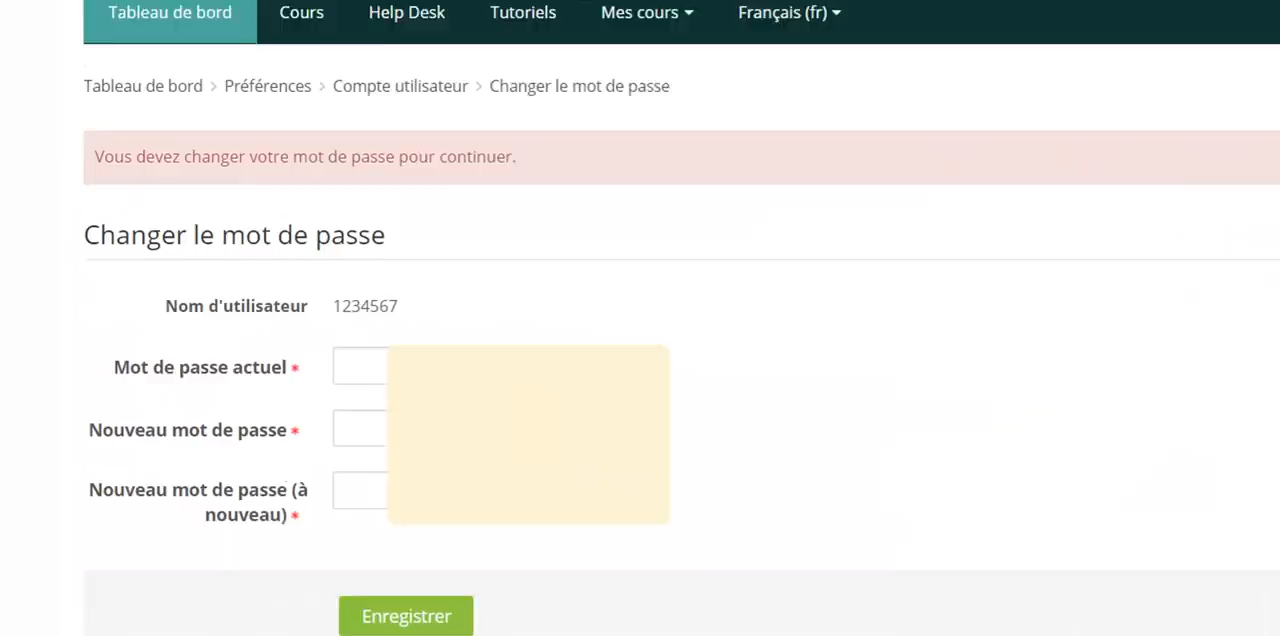 Tableau de bord Cours Help Desk Tutoriels Mes cours Français (fr)
Tableau de bord > Préférences > Compte utilisateur > Changer le mot de passe
Vous devez changer votre mot de passe pour continuer.
Changer le mot de passe
Nom d'utilisateur 1234567
Mot de passe actuel *
Nouveau mot de passe *
Nouveau mot de passe (à
nouveau) *
Enregistrer